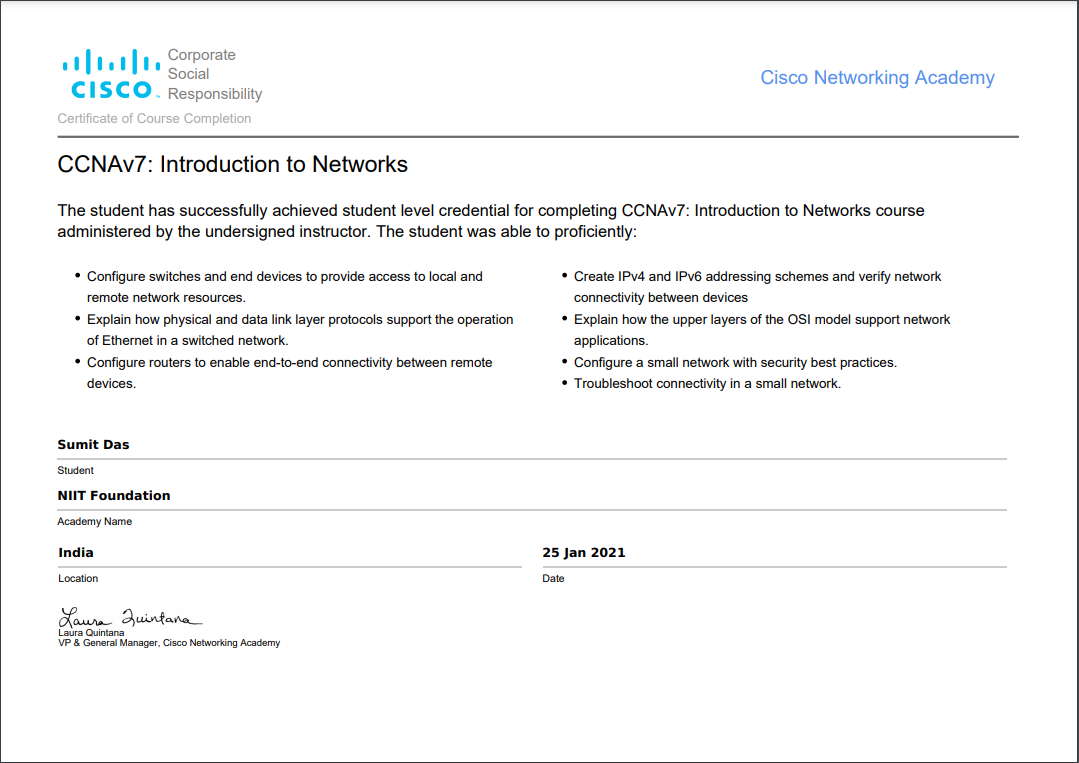 Corporate
Social
CISCO Responsibility
Cisco Networking Academy
Certificate of Course Completion
CCNAv7: Introduction to Networks
The student has successfully achieved student level credential for completing CCNAv7: Introduction to Networks course
administered by the undersigned instructor. The student was able to proficiently:
• Configure switches and end devices to provide access to local and
remote network resources.
• Explain how physical and data link layer protocols support the operation
of Ethernet in a switched network.
• Configure routers to enable end-to-end connectivity between remote
devices.
• Create IPv4 and IPv6 addressing schemes and verify network
connectivity between devices
• Explain how the upper layers of the OSI model support network
applications.
• Configure a small network with security best practices.
• Troubleshoot connectivity in a small network.
Sumit Das
Student
NIIT Foundation
Academy Name
India
Location
25 Jan 2021
Date
Laura Quintana
Laura Quintana
VP & General Manager, Cisco Networking Academy